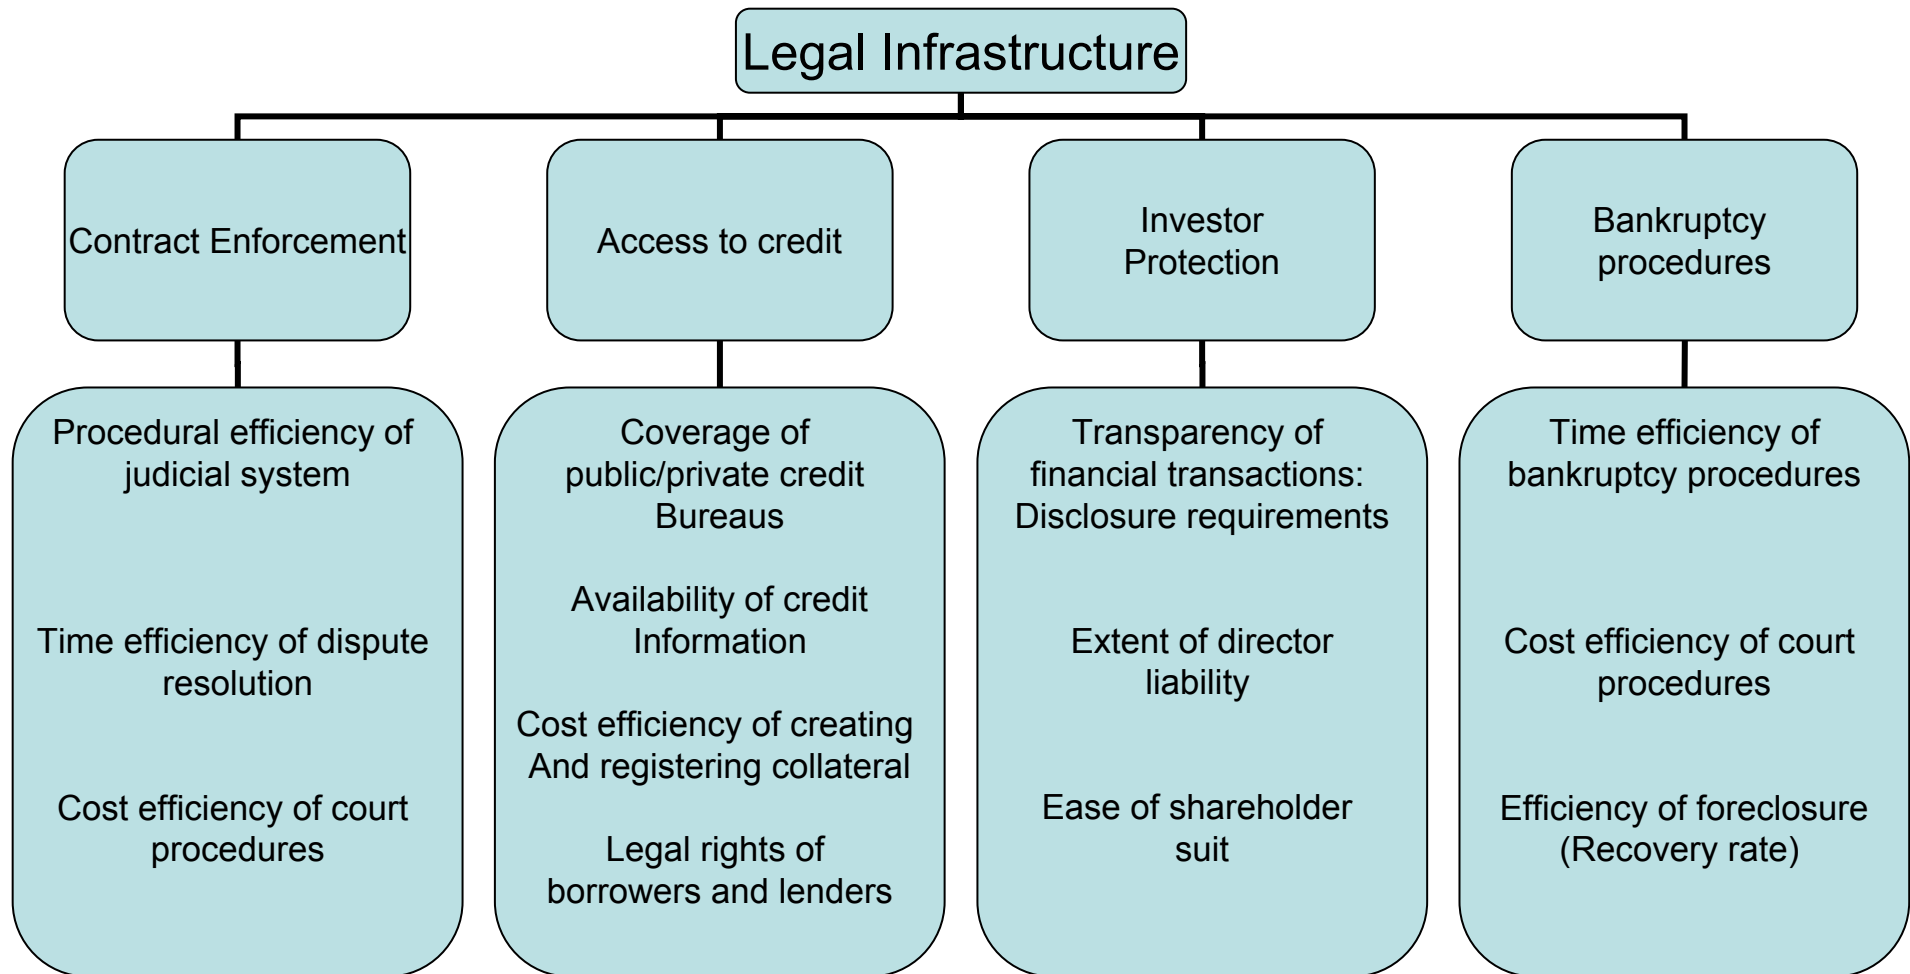 Legal Infrastructure
Contract Enforcement
Access to credit
Investor
Protection
Bankruptcy
procedures
Procedural efficiency of
judicial system
Time efficiency of dispute
resolution
Cost efficiency of court
procedures
Coverage of
public/private credit
Bureaus
Availability of credit
Information
Cost efficiency of creating
And registering collateral
Legal rights of
borrowers and lenders
Transparency of
financial transactions:
Disclosure requirements
Extent of director
liability
Ease of shareholder
suit
Time efficiency of
bankruptcy procedures
Cost efficiency of court
procedures
Efficiency of foreclosure
(Recovery rate)